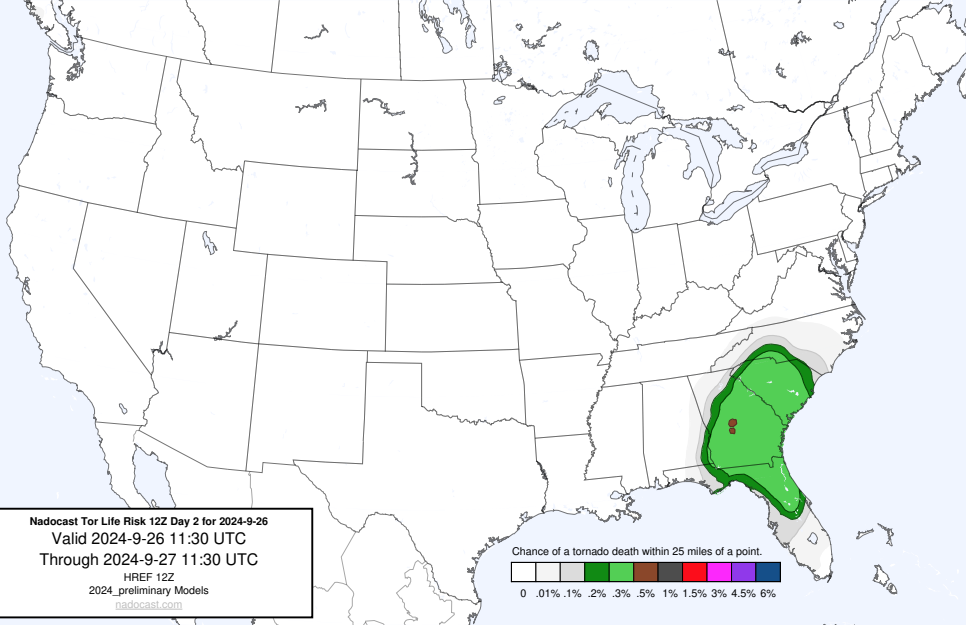 Nadocast Tor Life Risk 12Z Day 2 for 2024-9-26
Valid 2024-9-26 11:30 UTC
Through 2024-9-27 11:30 UTC
HREF 12Z
2024_preliminary Models
nadocast.com
Chance of a tornado death within 25 miles of a point.
0 .01% .1% .2% .3% .5% 1% 1.5% 3% 4.5% 6%